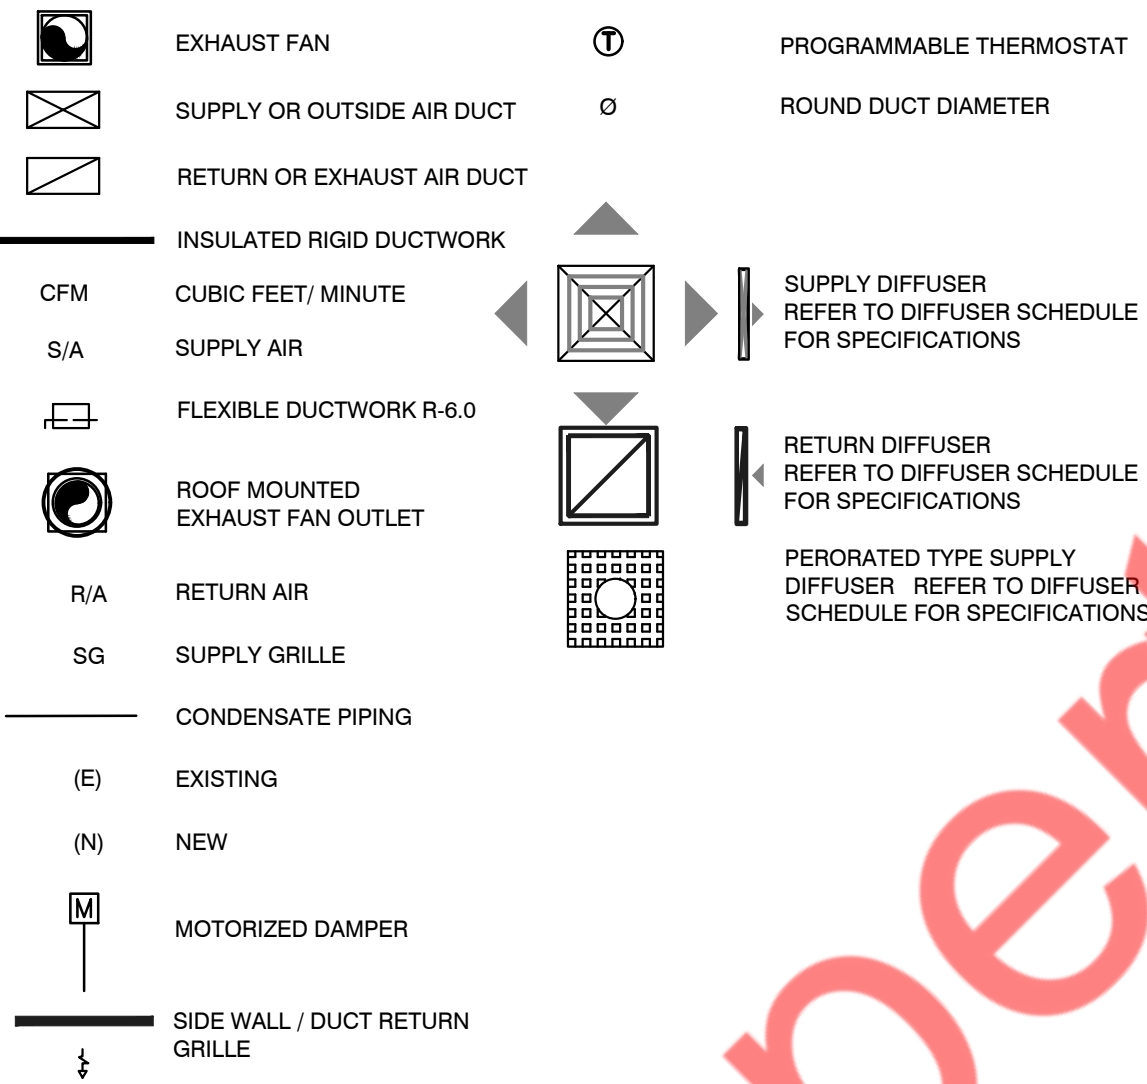 EXHAUST FAN
SUPPLY OR OUTSIDE AIR DUCT
RETURN OR EXHAUST AIR DUCT
INSULATED RIGID DUCTWORK
CFM CUBIC FEET/ MINUTE
S/A SUPPLY AIR
FLEXIBLE DUCTWORK R-6.0
ROOF MOUNTED
EXHAUST FAN OUTLET
R/A RETURN AIR
SG SUPPLY GRILLE
CONDENSATE PIPING
(E) EXISTING
(N) NEW
M MOTORIZED DAMPER
SIDE WALL / DUCT RETURN
GRILLE
T PROGRAMMABLE THERMOSTAT
Ø ROUND DUCT DIAMETER
SUPPLY DIFFUSER
REFER TO DIFFUSER SCHEDULE
FOR SPECIFICATIONS
RETURN DIFFUSER
REFER TO DIFFUSER SCHEDULE
FOR SPECIFICATIONS
PERORATED TYPE SUPPLY
DIFFUSER REFER TO DIFFUSER
SCHEDULE FOR SPECIFICATIONS